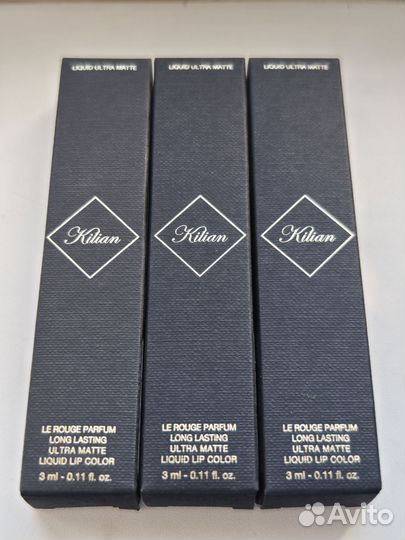 LIQUID ULTRA MATTE
Kilian
LE ROUGE PARFUM
LONG LASTING
ULTRA MATTE
LIQUID LIP COLOR
3 ml - 0.11 fl. oz.
LIQUID ULTRA MATTE
Kilian
LE ROUGE PARFUM
LONG LASTING
ULTRA MATTE
LIQUID LIP COLOR
3 ml - 0.11 fl. oz.
LIQUID ULTRA MATTE
Kilian
LE ROUGE PARFUM
LONG LASTING
ULTRA MATTE
LIQUID LIP COLOR
3 ml - 0.11 fl. oz.
Avito